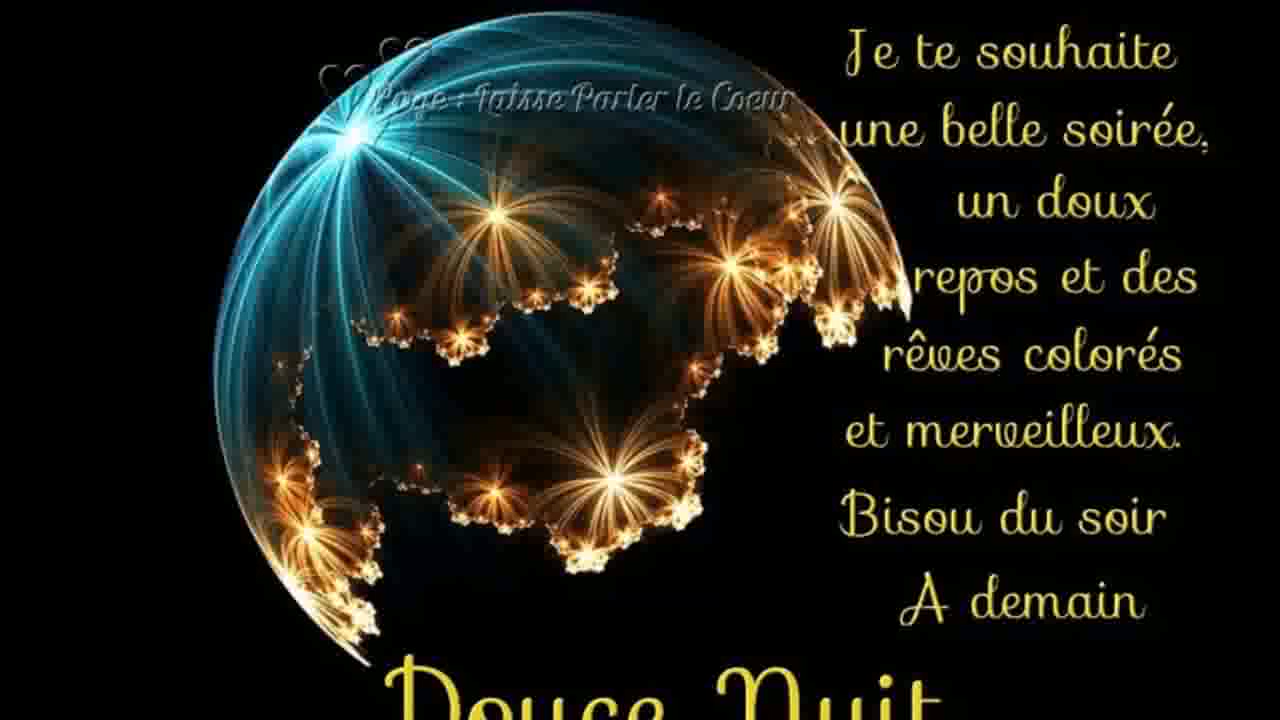 Page : Laisse Parler le Coeur
Je te souhaite
une belle soirée,
un doux
repos et des
rêves colorés
et merveilleux.
Bisou du soir
A demain
Douce Nuit